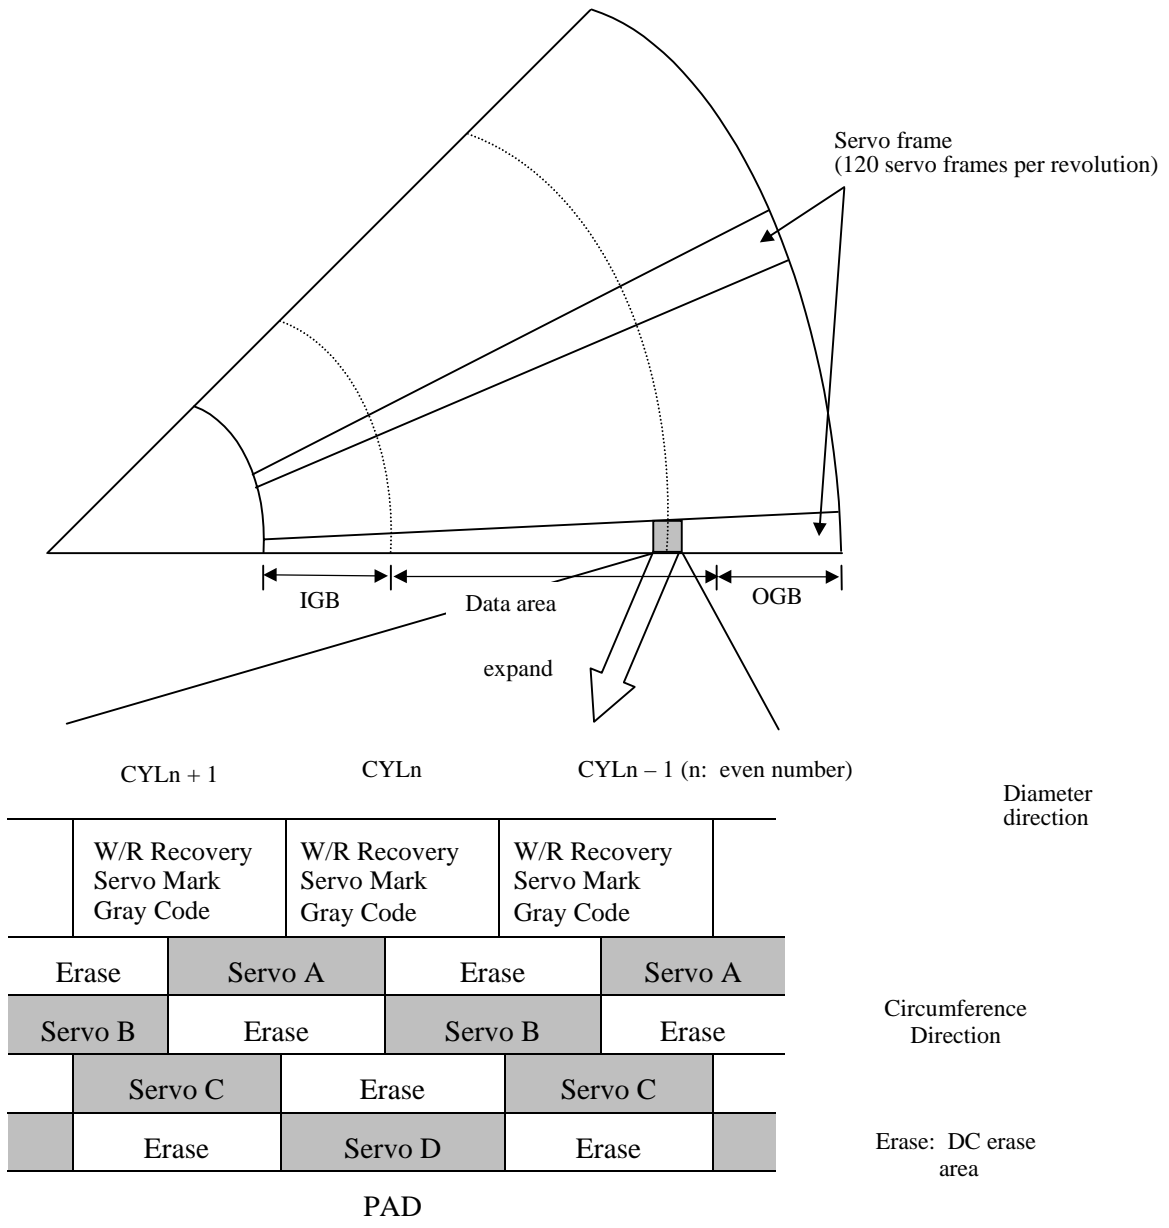 Servo frame
(120 servo frames per revolution)
IGB
Data area
OGB
expand
CYLn + 1
CYLn
CYLn – 1 (n: even number)
Diameter
direction
W/R Recovery
Servo Mark
Gray Code
W/R Recovery
Servo Mark
Gray Code
W/R Recovery
Servo Mark
Gray Code
Erase
Servo A
Erase
Servo A
Servo B
Erase
Servo B
Erase
Circumference
Direction
Servo C
Erase
Servo C
Erase
Servo D
Erase
Erase: DC erase
area
PAD